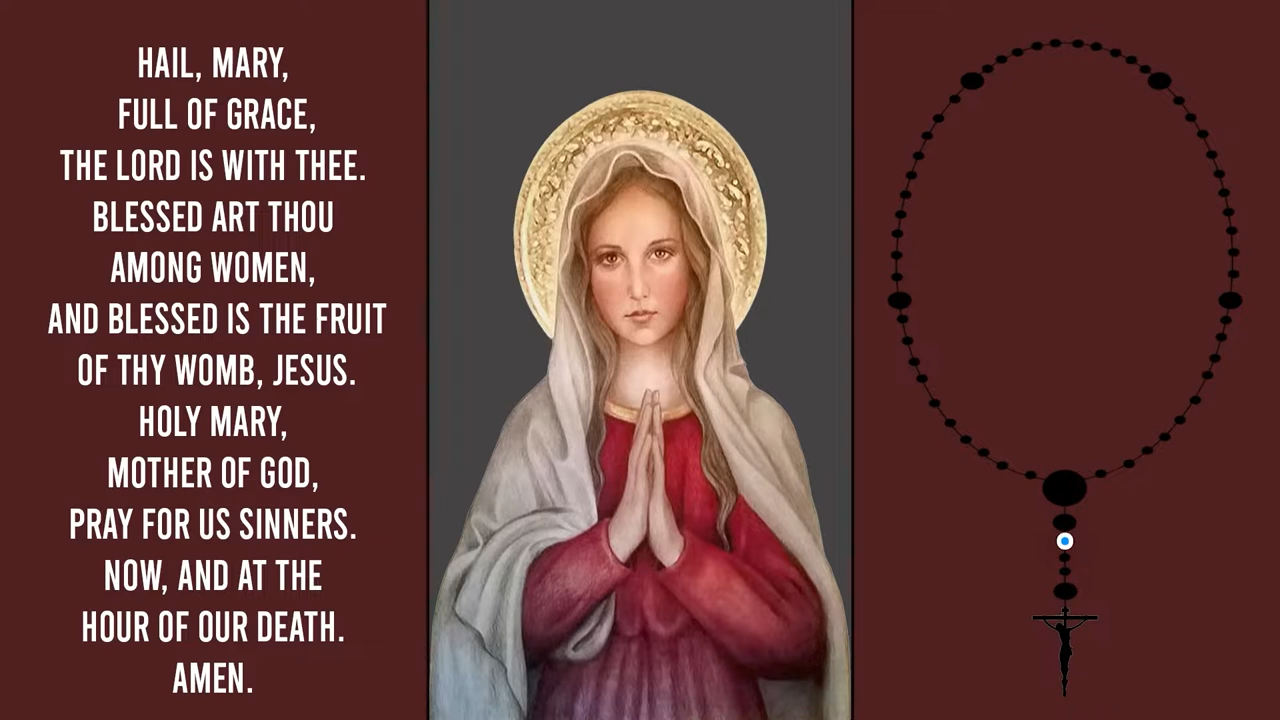 HAIL, MARY,
FULL OF GRACE,
THE LORD IS WITH THEE.
BLESSED ART THOU
AMONG WOMEN,
AND BLESSED IS THE FRUIT
OF THY WOMB, JESUS.
HOLY MARY,
MOTHER OF GOD,
PRAY FOR US SINNERS.
NOW, AND AT THE
HOUR OF OUR DEATH.
AMEN.